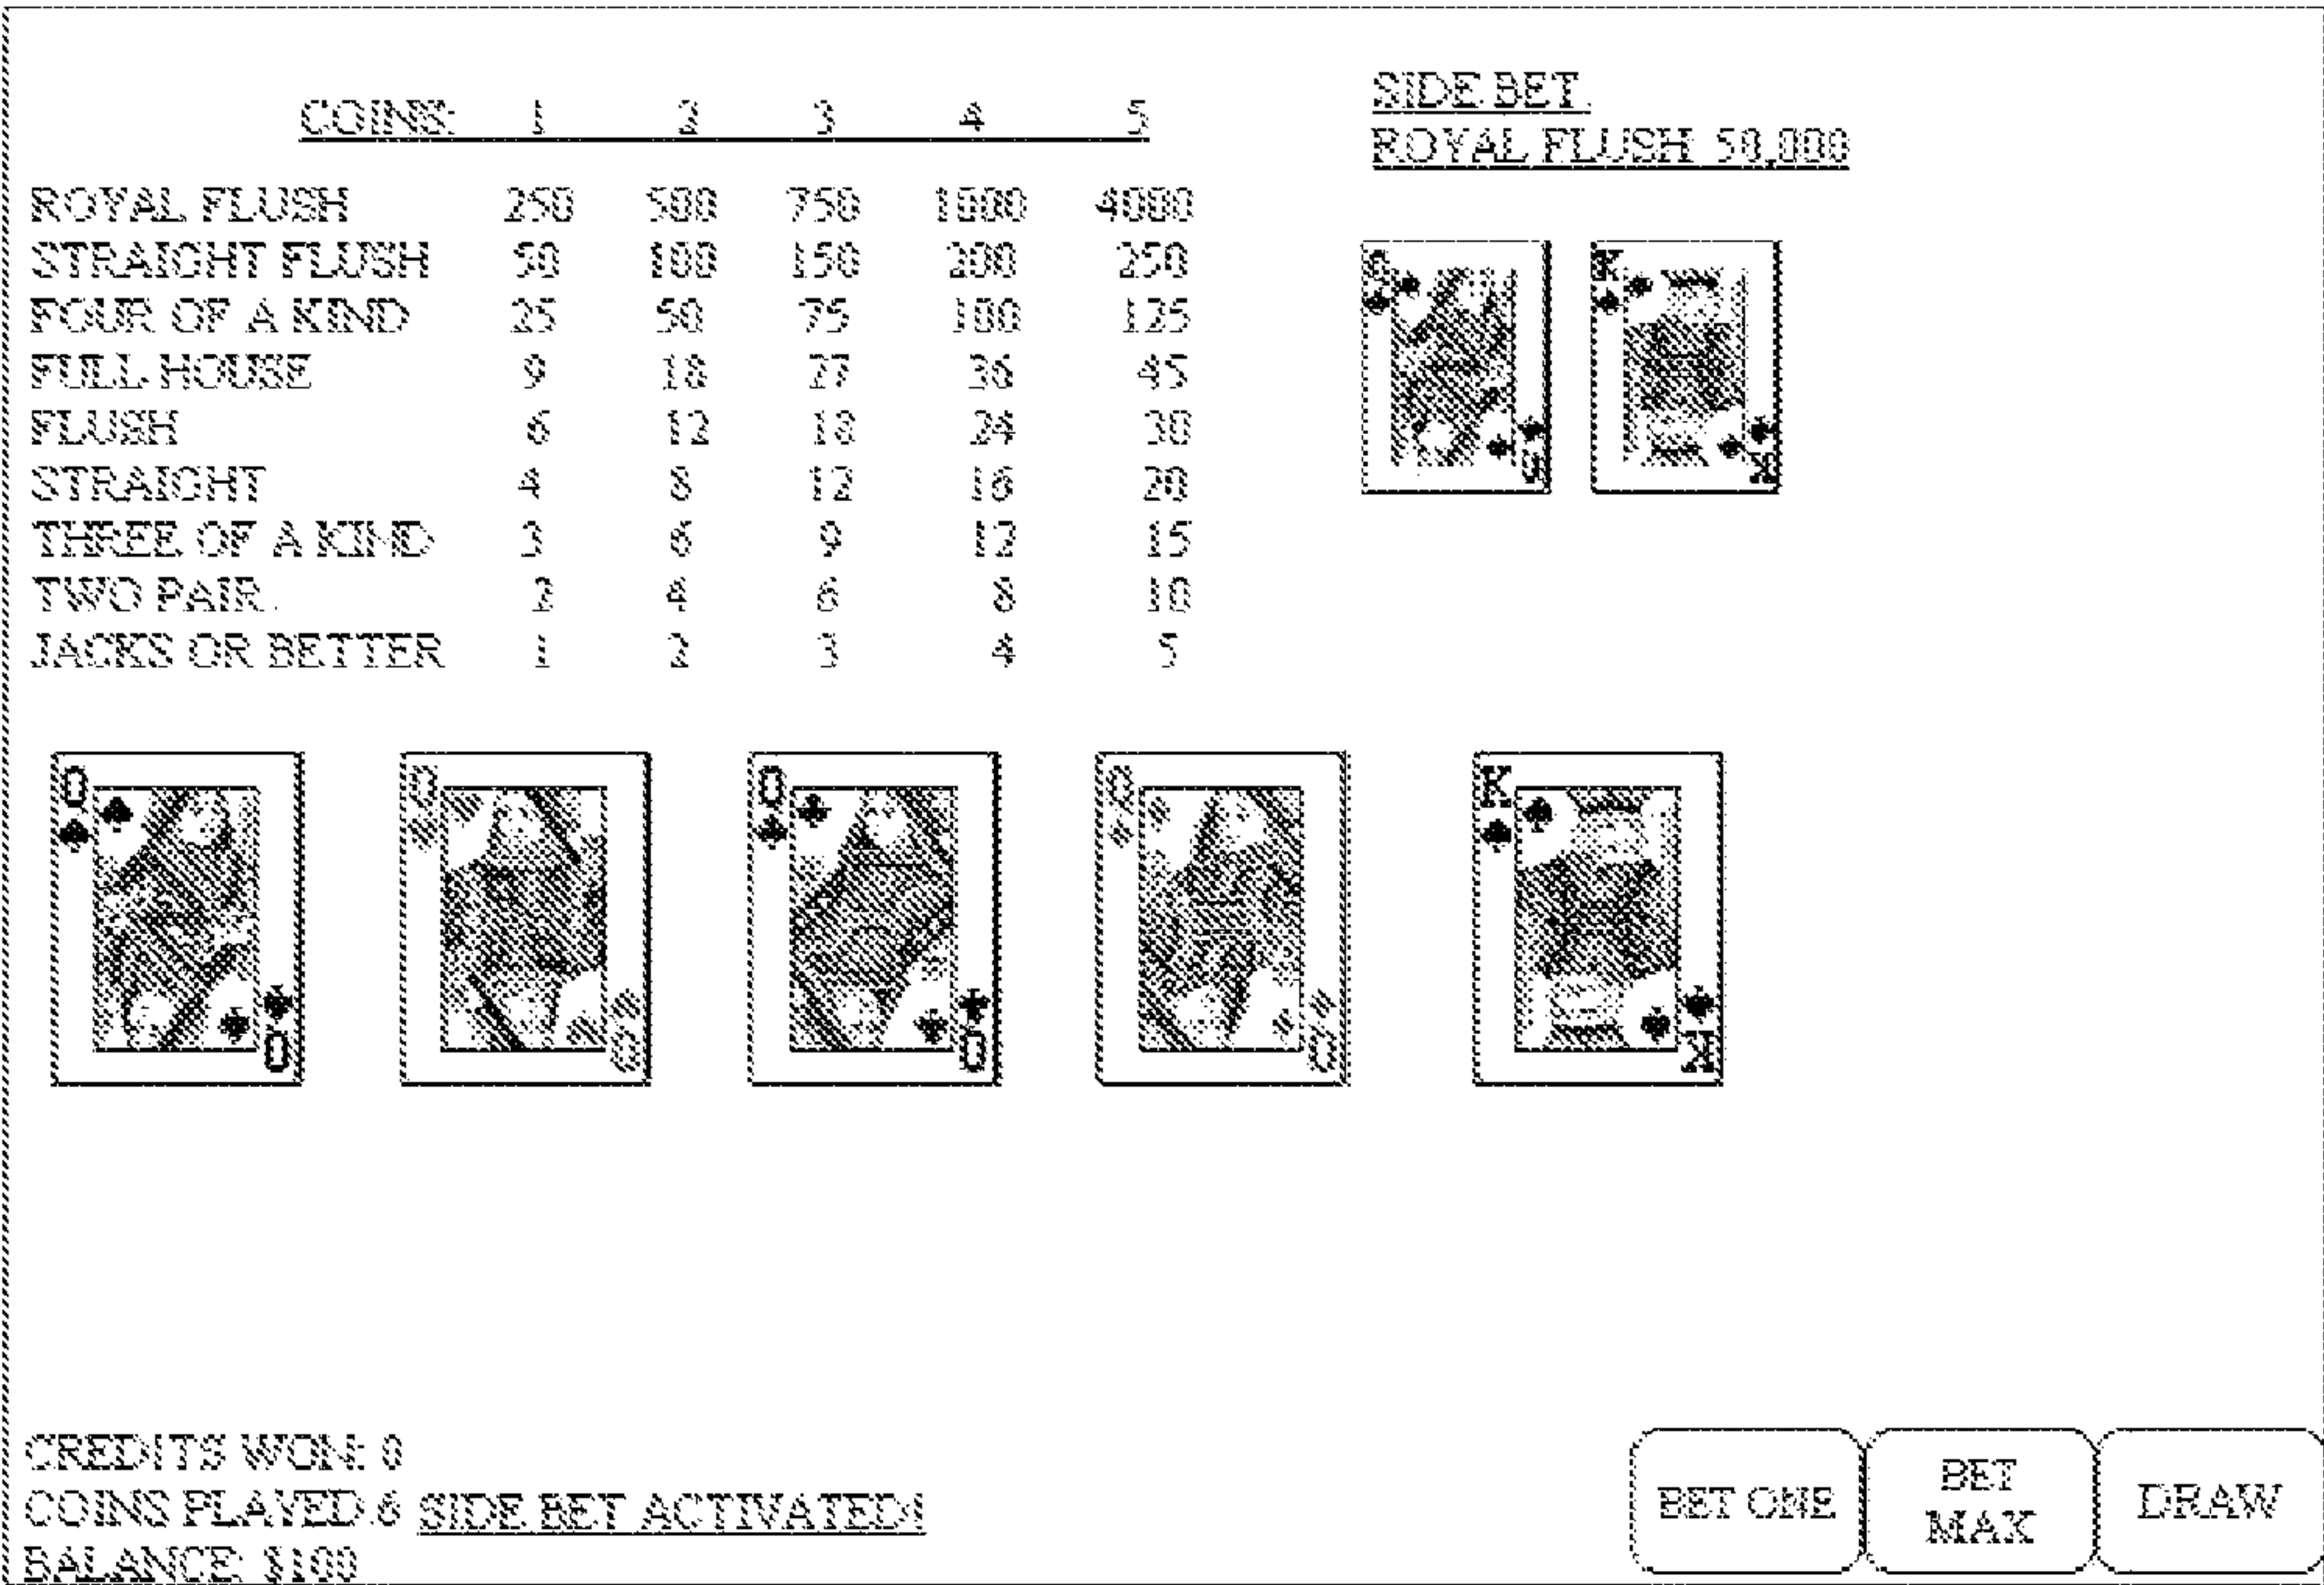 COINS: 1 2 3 4 5
ROYAL FLUSH 250 500 750 1000 4000
STRAIGHT FLUSH 50 100 150 200 250
FOUR OF A KIND 25 50 75 100 125
FULL HOUSE 9 18 27 36 45
FLUSH 6 12 18 24 30
STRAIGHT 4 8 12 16 20
THREE OF A KIND 3 6 9 12 15
TWO PAIR 2 4 6 8 10
JACKS OR BETTER 1 2 3 4 5
SIDE BET
ROYAL FLUSH: 50,000
K
K
Q Q Q Q K
Q Q Q Q K
CREDITS WON: 0
COINS PLAYED:6 SIDE BET ACTIVATED!
BALANCE: $100
BET ONE
BET
MAX
DRAW